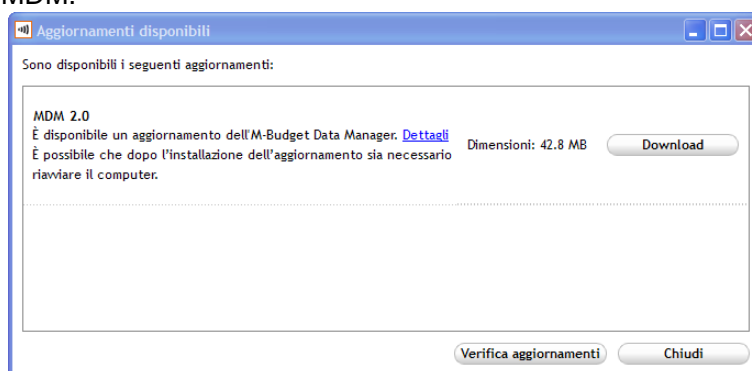 MDM:
Aggiornamenti disponibili
Sono disponibili i seguenti aggiornamenti:
MDM 2.0
È disponibile un aggiornamento dell'M-Budget Data Manager. Dettagli
È possibile che dopo l'installazione dell'aggiornamento sia necessario
riavviare il computer.
Dimensioni: 42.8 MB
Download
Verifica aggiornamenti
Chiudi